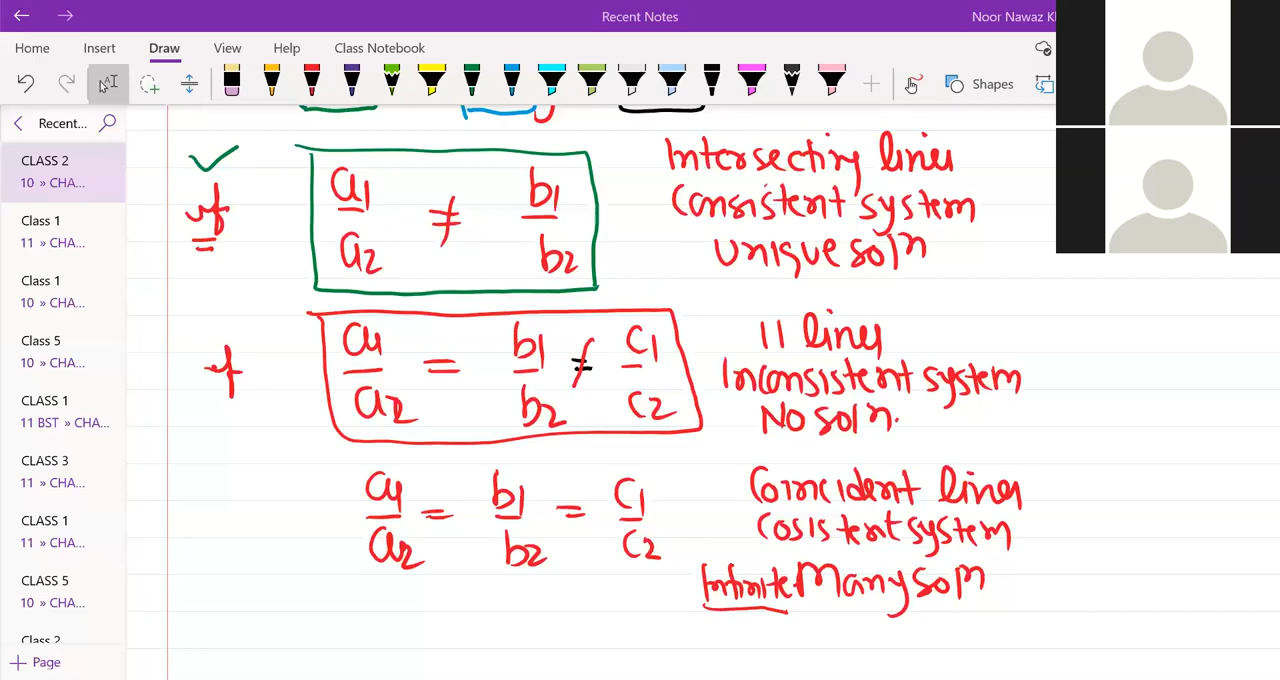 Recent Notes
Noor Nawaz Kh
Home Insert Draw View Help Class Notebook
Shapes
Recent...
CLASS 2
10 » CHA...
Class 1
11 » CHA...
Class 1
10 » CHA...
Class 5
10 » CHA...
CLASS 1
11 BST » CHA...
CLASS 3
11 » CHA...
CLASS 1
11 » CHA...
CLASS 5
10 » CHA...
Class 2
Page
if a1/a2 ≠ b1/b2
Intersecting lines
Consistent system
Unique soln
if a1/a2 = b1/b2 ≠ c1/c2
11 lines
Inconsistent system
No soln.
a1/a2 = b1/b2 = c1/c2
Coincident lines
Cosistent system
Infinite Many soln